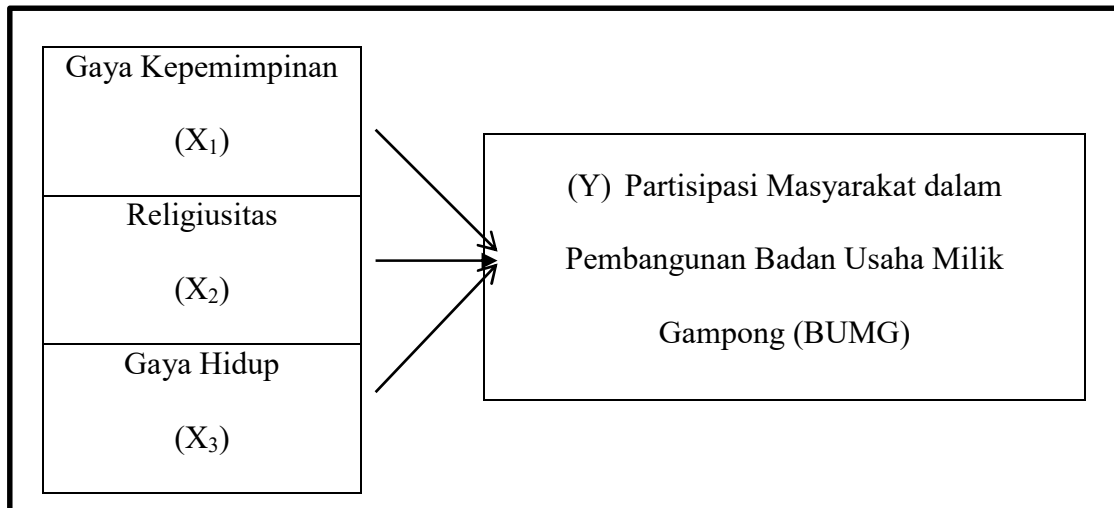 Gaya Kepemimpinan
(X₁)
Religiusitas
(X₂)
Gaya Hidup
(X₃)
(Y) Partisipasi Masyarakat dalam
Pembangunan Badan Usaha Milik
Gampong (BUMG)